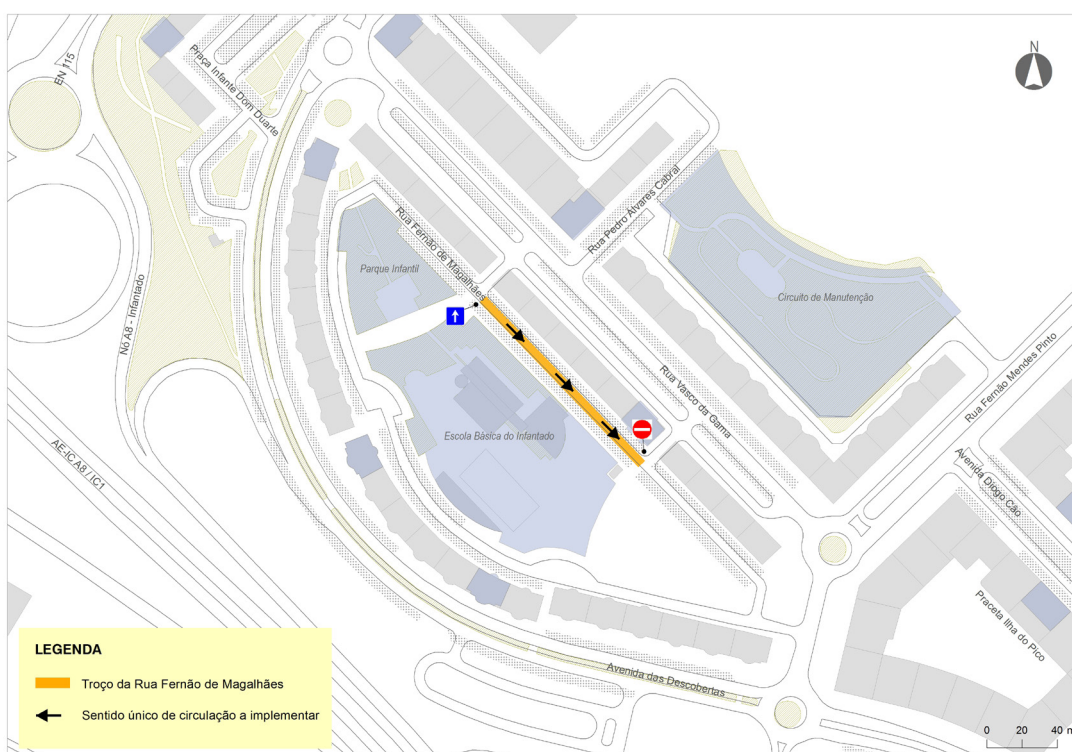 EN 115
Praça Infante Dom Duarte
N
Rua Pedro Álvares Cabral
Rua Fernão de Magalhães
Parque Infantil
Circuito de Manutenção
Nó A8 - Infantado
Rua Fernão Mendes Pinto
Rua Vasco da Gama
Escola Básica do Infantado
AE-IC A8 / IC1
Avenida Diogo Cão
Praceta Ilha do Pico
Avenida das Descobertas
LEGENDA
Troço da Rua Fernão de Magalhães
Sentido único de circulação a implementar
0 20 40 m